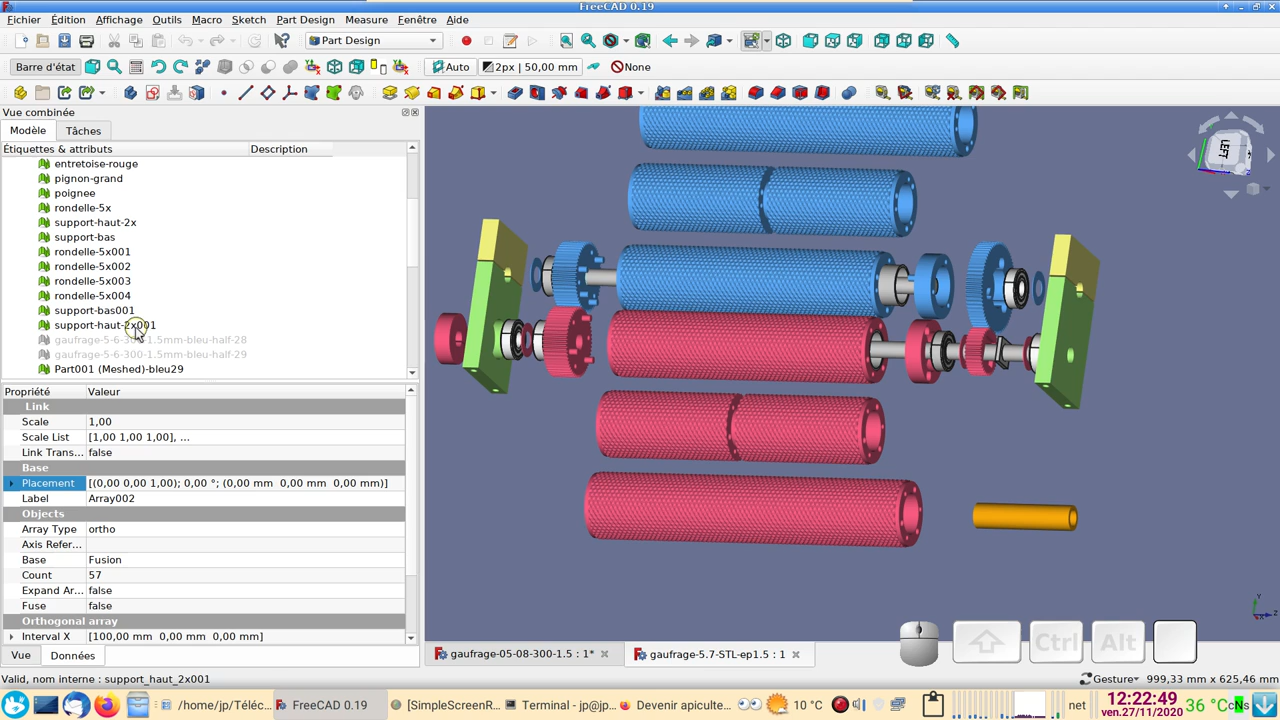 FreeCAD 0.19
Fichier Édition Affichage Outils Macro Sketch Part Design Measure Fenêtre Aide
Part Design
Barre d'état Auto 2px | 50,00 mm None
Vue combinée
Modèle Tâches
Étiquettes & attributs Description
entretoise-rouge
pignon-grand
poignee
rondelle-5x
support-haut-2x
support-bas
rondelle-5x001
rondelle-5x002
rondelle-5x003
rondelle-5x004
support-bas001
support-haut-2x001
gaufrage-5-6-300-1.5mm-bleu-half-28
gaufrage-5-6-300-1.5mm-bleu-half-29
Part001 (Meshed)-bleu29
Propriété Valeur
Link
Scale 1,00
Scale List [1,00 1,00 1,00], ...
Link Trans... false
Base
Placement [(0,00 0,00 1,00); 0,00 °; (0,00 mm 0,00 mm 0,00 mm)]
Label Array002
Objects
Array Type ortho
Axis Refer...
Base Fusion
Count 57
Expand Ar... false
Fuse false
Orthogonal array
Interval X [100,00 mm 0,00 mm 0,00 mm]
Vue Données
LEFT
Ctrl Alt
gaufrage-05-08-300-1.5 : 1* gaufrage-5.7-STL-ep1.5 : 1
Valid, nom interne : support_haut_2x001 Gesture 999,33 mm x 625,46 mm
/home/jp/Téléc... FreeCAD 0.19 [SimpleScreenR... Terminal - jp@jp... Devenir apiculte... 10 °C net 12:22:49 36 °C
ven.27/11/2020